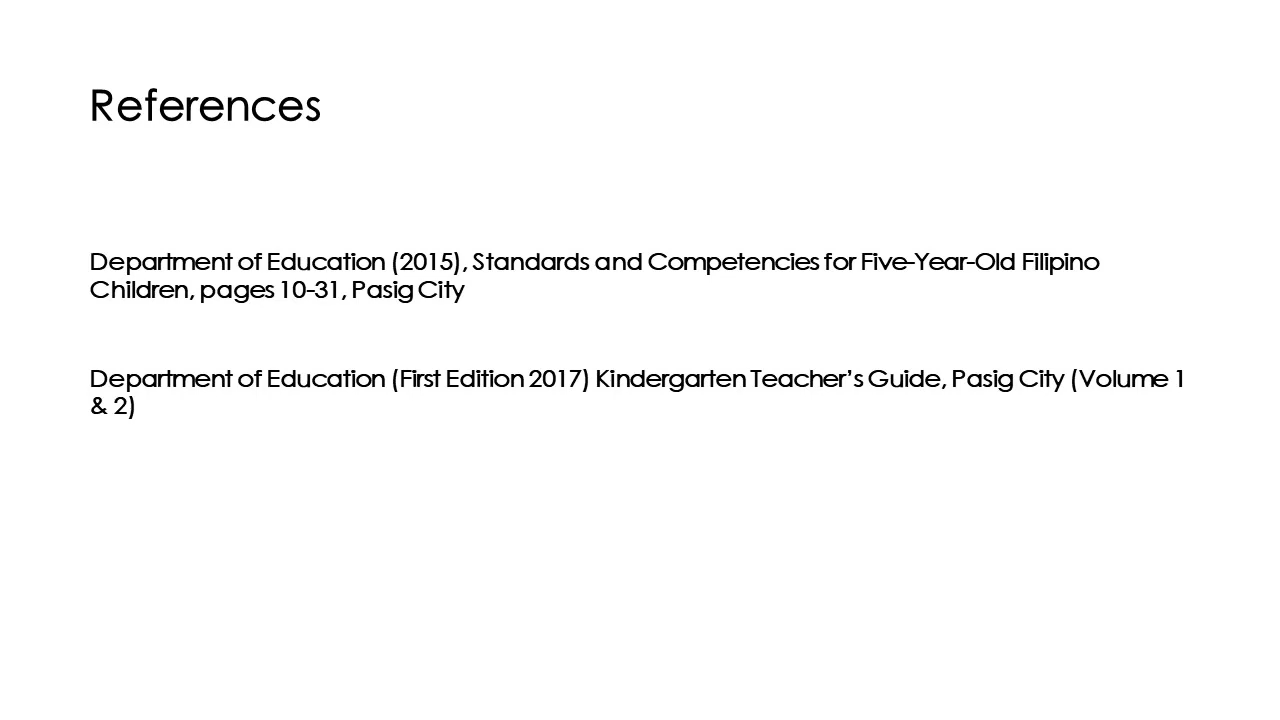 References
Department of Education (2015), Standards and Competencies for Five-Year-Old Filipino
Children, pages 10-31, Pasig City
Department of Education (First Edition 2017) Kindergarten Teacher’s Guide, Pasig City (Volume 1
& 2)